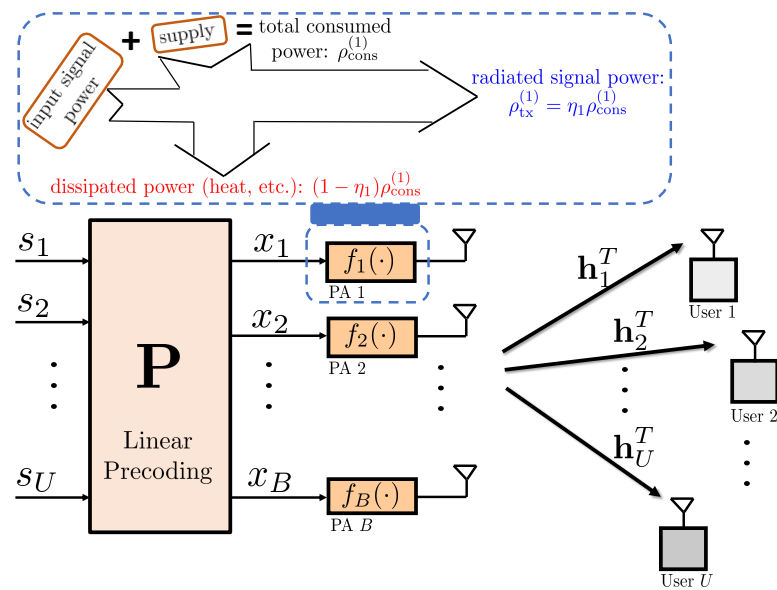 input signal
power
+
supply
=
total consumed
power: ρ_cons^(1)
radiated signal power:
ρ_tx^(1) = η_1ρ_cons^(1)
dissipated power (heat, etc.): (1 − η_1)ρ_cons^(1)
s_1
x_1
f_1(·)
PA 1
h_1^T
User 1
s_2
x_2
f_2(·)
PA 2
h_2^T
User 2
P
Linear
Precoding
s_U
x_B
f_B(·)
PA B
h_U^T
User U